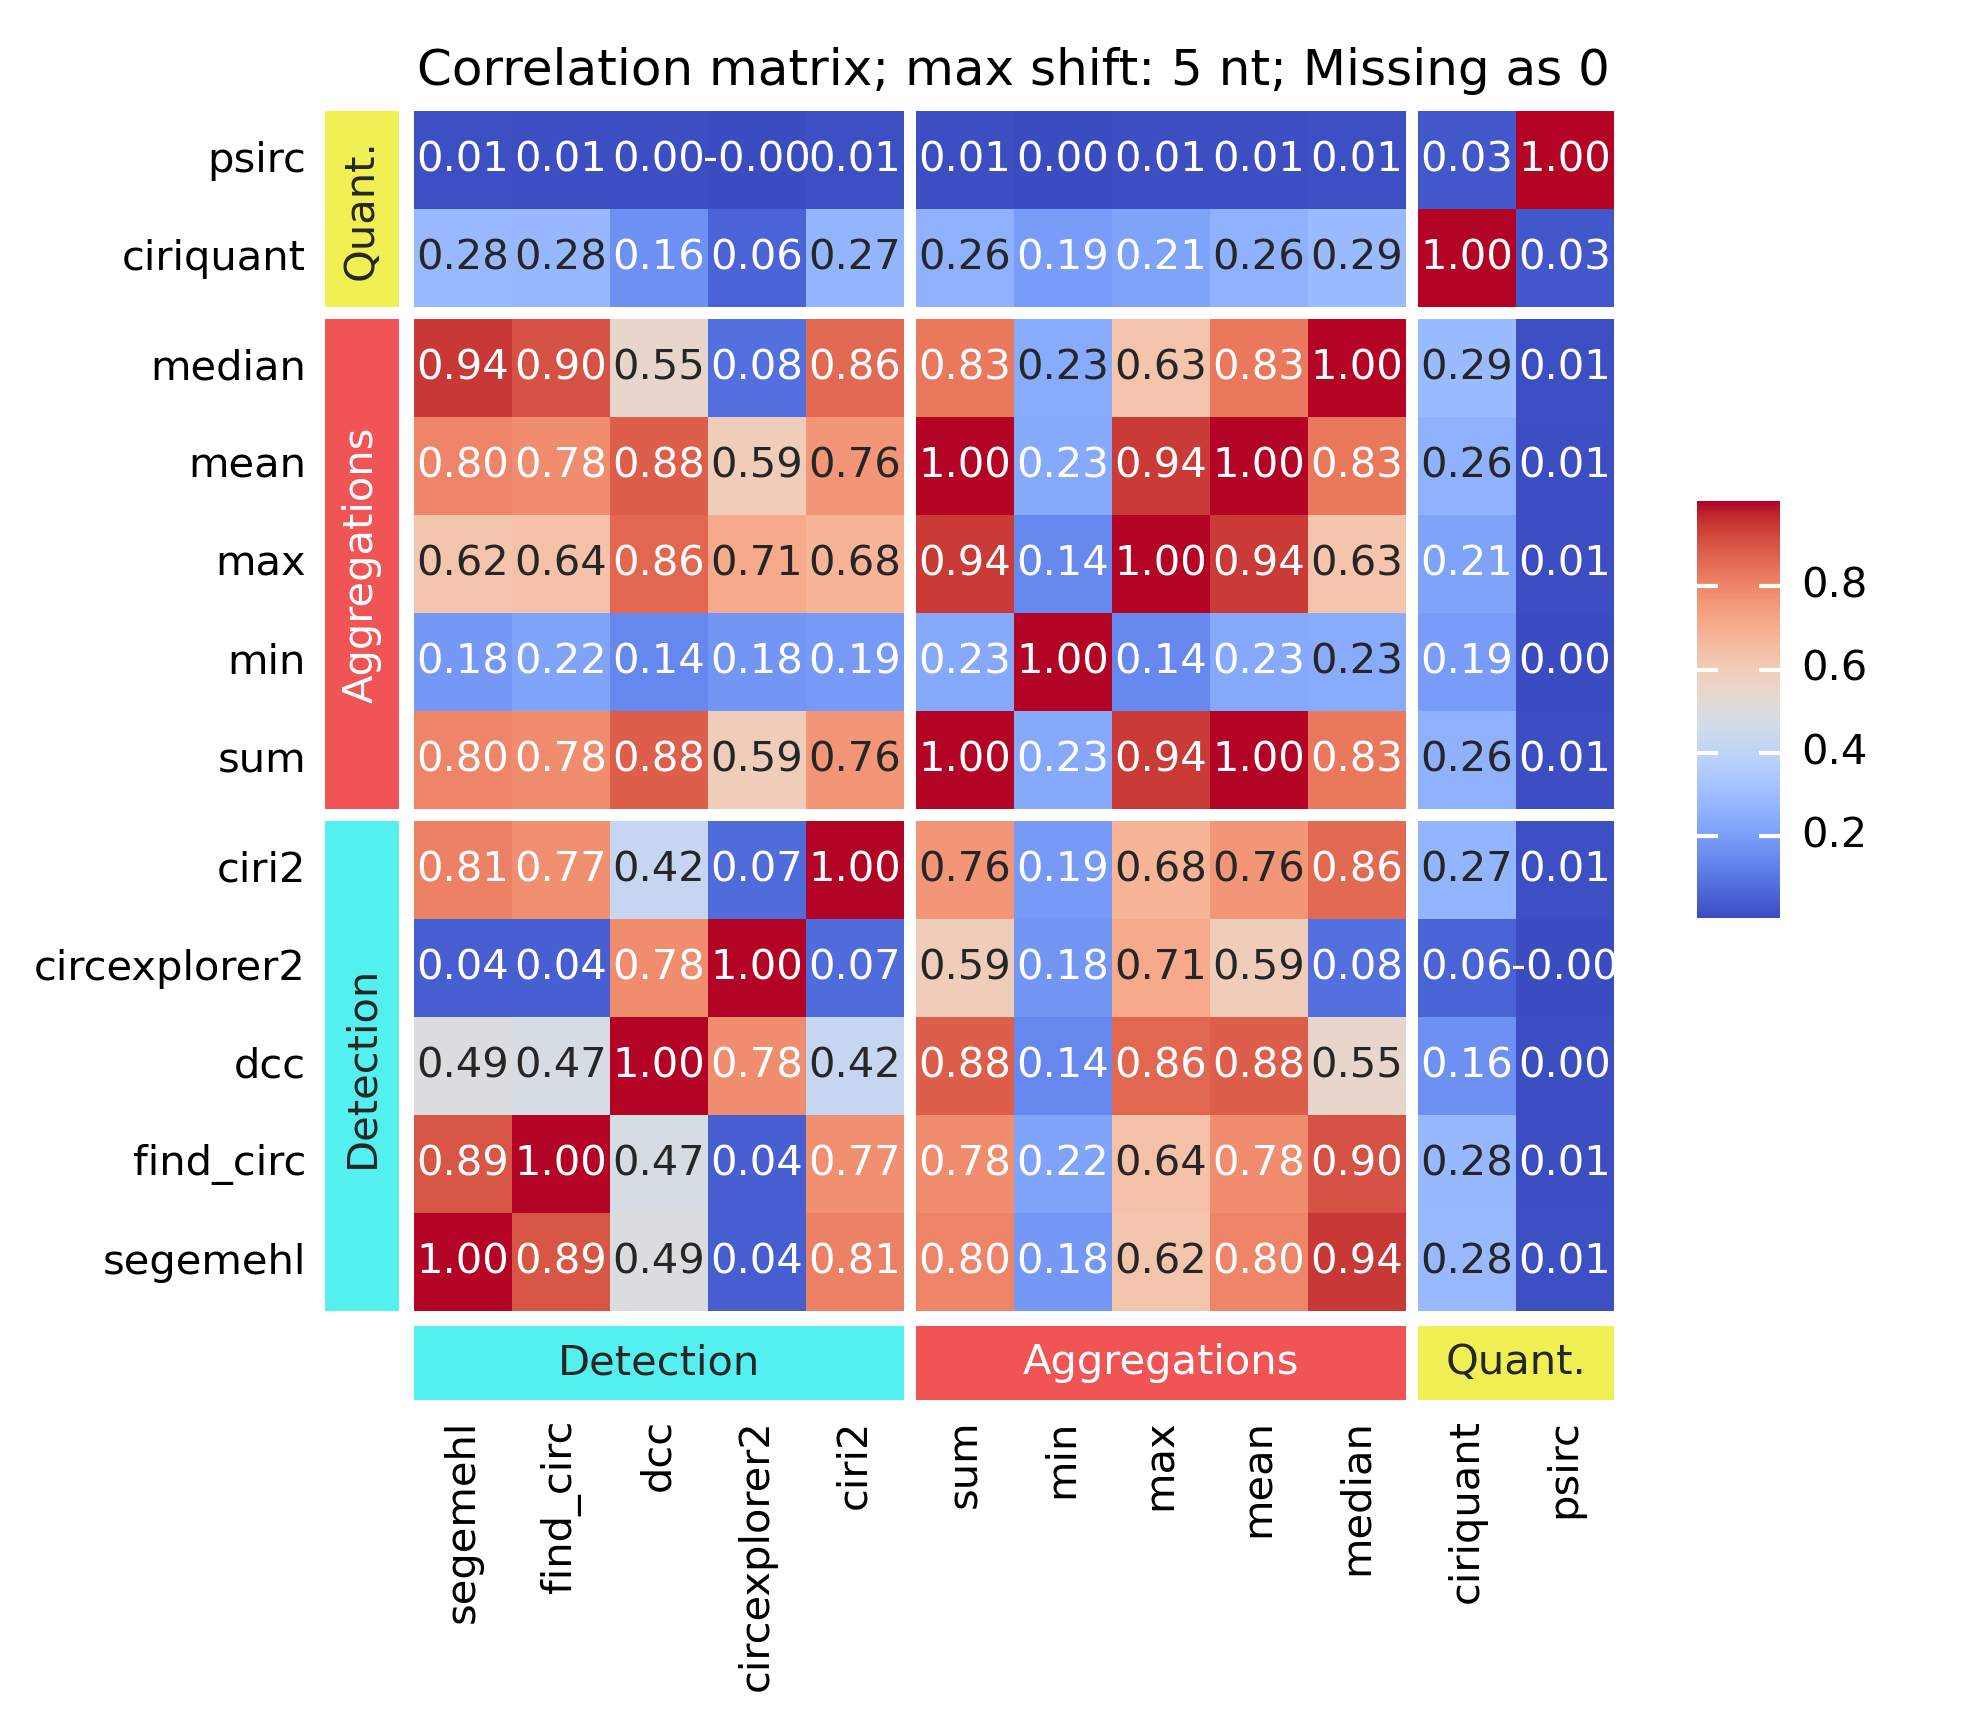 Correlation matrix; max shift: 5 nt; Missing as 0
psirc 0.01 0.01 0.00 -0.00 0.01 0.01 0.00 0.01 0.01 0.01 0.03 1.00
ciriquant 0.28 0.28 0.16 0.06 0.27 0.26 0.19 0.21 0.26 0.29 1.00 0.03
Quant.
median 0.94 0.90 0.55 0.08 0.86 0.83 0.23 0.63 0.83 1.00 0.29 0.01
mean 0.80 0.78 0.88 0.59 0.76 1.00 0.23 0.94 1.00 0.83 0.26 0.01
max 0.62 0.64 0.86 0.71 0.68 0.94 0.14 1.00 0.94 0.63 0.21 0.01
min 0.18 0.22 0.14 0.18 0.19 0.23 1.00 0.14 0.23 0.23 0.19 0.00
sum 0.80 0.78 0.88 0.59 0.76 1.00 0.23 0.94 1.00 0.83 0.26 0.01
Aggregations
ciri2 0.81 0.77 0.42 0.07 1.00 0.76 0.19 0.68 0.76 0.86 0.27 0.01
circexplorer2 0.04 0.04 0.78 1.00 0.07 0.59 0.18 0.71 0.59 0.08 0.06 -0.00
dcc 0.49 0.47 1.00 0.78 0.42 0.88 0.14 0.86 0.88 0.55 0.16 0.00
find_circ 0.89 1.00 0.47 0.04 0.77 0.78 0.22 0.64 0.78 0.90 0.28 0.01
segemehl 1.00 0.89 0.49 0.04 0.81 0.80 0.18 0.62 0.80 0.94 0.28 0.01
Detection
Detection Aggregations Quant.
segemehl
find_circ
dcc
circexplorer2
ciri2
sum
min
max
mean
median
ciriquant
psirc
0.8
0.6
0.4
0.2